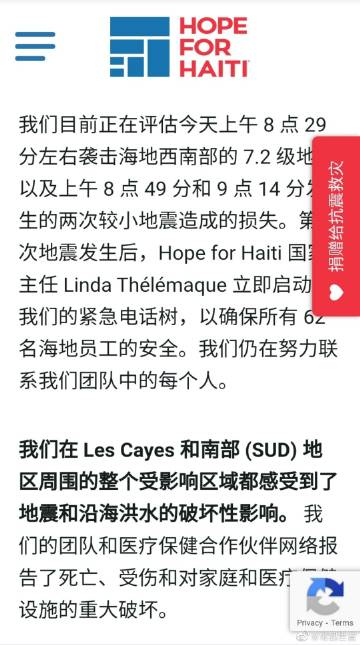 HOPE
FOR
HAITI
我们目前正在评估今天上午 8 点 29
分左右袭击海地西南部的 7.2 级地
以及上午 8 点 49 分和 9 点 14 分
生的两次较小地震造成的损失。第
次地震发生后，Hope for Haiti 国
主任 Linda Thélémaque 立即启动
我们的紧急电话树，以确保所有 62
名海地员工的安全。我们仍在努力联
系我们团队中的每个人。
捐赠给抗震救灾
我们在 Les Cayes 和南部 (SUD) 地
区周围的整个受影响区域都感受到了
地震和沿海洪水的破坏性影响。 我
们的团队和医疗保健合作伙伴网络报
告了死亡、受伤和对家庭和医疗
设施的重大破坏。
Privacy - Terms